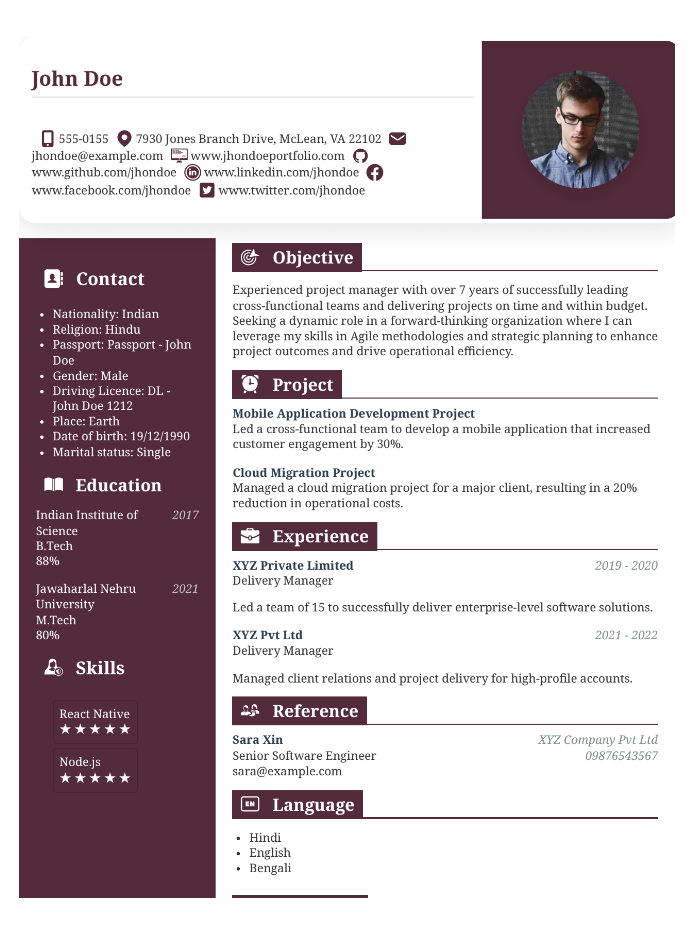 John Doe
555-0155 7930 Jones Branch Drive, McLean, VA 22102
jhondoe@example.com www.jhondoeportfolio.com
www.github.com/jhondoe www.linkedin.com/jhondoe
www.facebook.com/jhondoe www.twitter.com/jhondoe
Contact
• Nationality: Indian
• Religion: Hindu
• Passport: Passport - John
Doe
• Gender: Male
• Driving Licence: DL -
John Doe 1212
• Place: Earth
• Date of birth: 19/12/1990
• Marital status: Single
Education
Indian Institute of 2017
Science
B.Tech
88%
Jawaharlal Nehru 2021
University
M.Tech
80%
Skills
React Native
★★★★★
Node.js
★★★★★
Objective
Experienced project manager with over 7 years of successfully leading
cross-functional teams and delivering projects on time and within budget.
Seeking a dynamic role in a forward-thinking organization where I can
leverage my skills in Agile methodologies and strategic planning to enhance
project outcomes and drive operational efficiency.
Project
Mobile Application Development Project
Led a cross-functional team to develop a mobile application that increased
customer engagement by 30%.
Cloud Migration Project
Managed a cloud migration project for a major client, resulting in a 20%
reduction in operational costs.
Experience
XYZ Private Limited 2019 - 2020
Delivery Manager
Led a team of 15 to successfully deliver enterprise-level software solutions.
XYZ Pvt Ltd 2021 - 2022
Delivery Manager
Managed client relations and project delivery for high-profile accounts.
Reference
Sara Xin XYZ Company Pvt Ltd
Senior Software Engineer 09876543567
sara@example.com
EN Language
• Hindi
• English
• Bengali